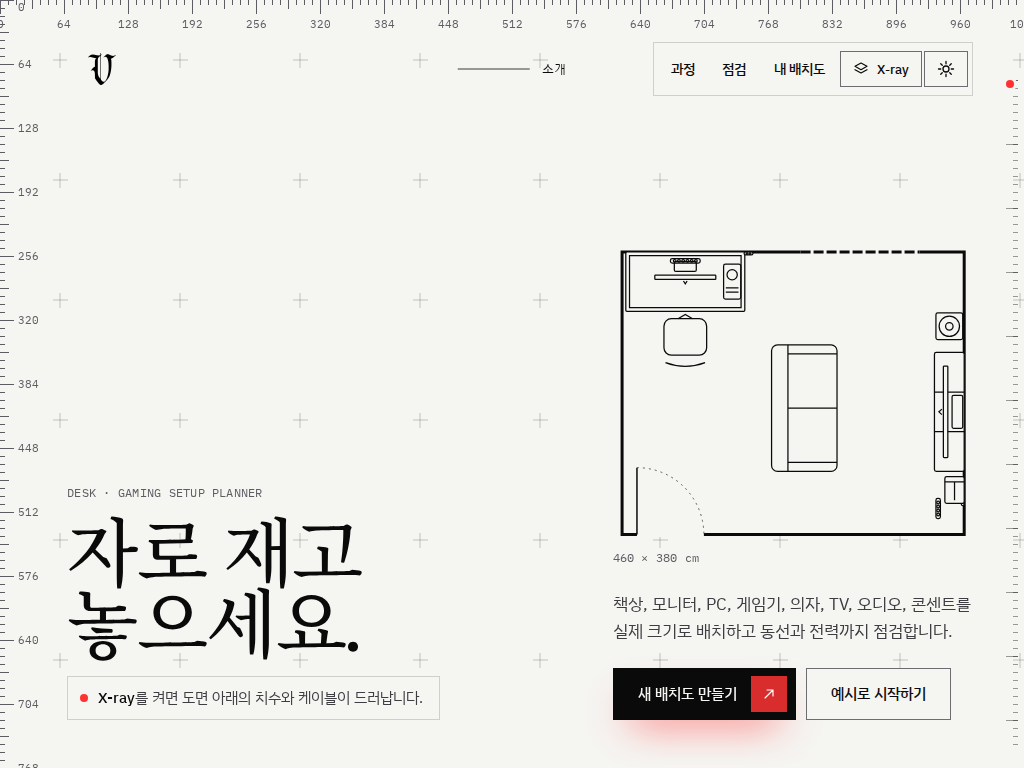 0
0 64 128 192 256 320 384 448 512 576 640 704 768 832 896 960 10
U
소개
과정 점검 내 배치도 X-ray
64
128
192
256
320
384
448
512
576
640
704
768
DESK · GAMING SETUP PLANNER
자로 재고
놓으세요.
X-ray를 켜면 도면 아래의 치수와 케이블이 드러납니다.
460 × 380 cm
책상, 모니터, PC, 게임기, 의자, TV, 오디오, 콘센트를
실제 크기로 배치하고 동선과 전력까지 점검합니다.
새 배치도 만들기
예시로 시작하기